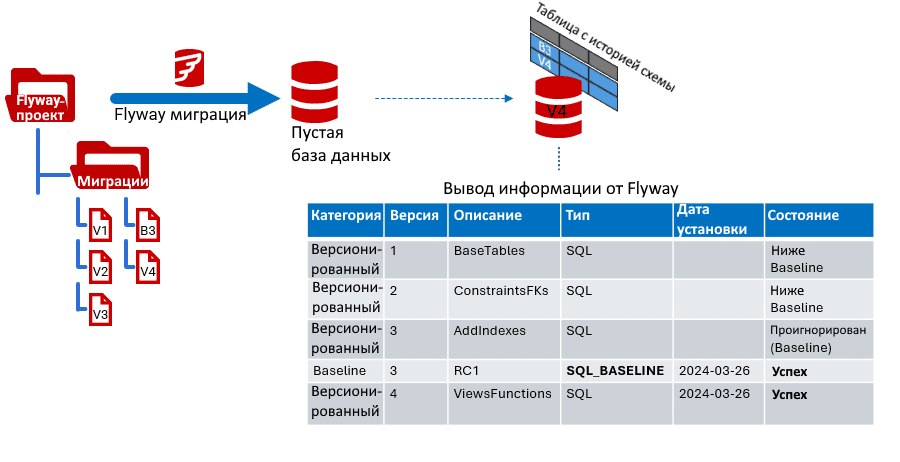 Таблица с историей схемы
B3
V4
Flyway-
проект
Flyway миграция
V4
Пустая
база данных
Миграции
V1
B3
V2
V4
V3
Вывод информации от Flyway
Категория Версия Описание Тип Дата установки Состояние
Версиони-
рованный 1 BaseTables SQL Ниже
Baseline
Версиони-
рованный 2 ConstraintsFKs SQL Ниже
Baseline
Версиони-
рованный 3 AddIndexes SQL Проигнорирован
(Baseline)
Baseline 3 RC1 SQL_BASELINE 2024-03-26 Успех
Версиони-
рованный 4 ViewsFunctions SQL 2024-03-26 Успех